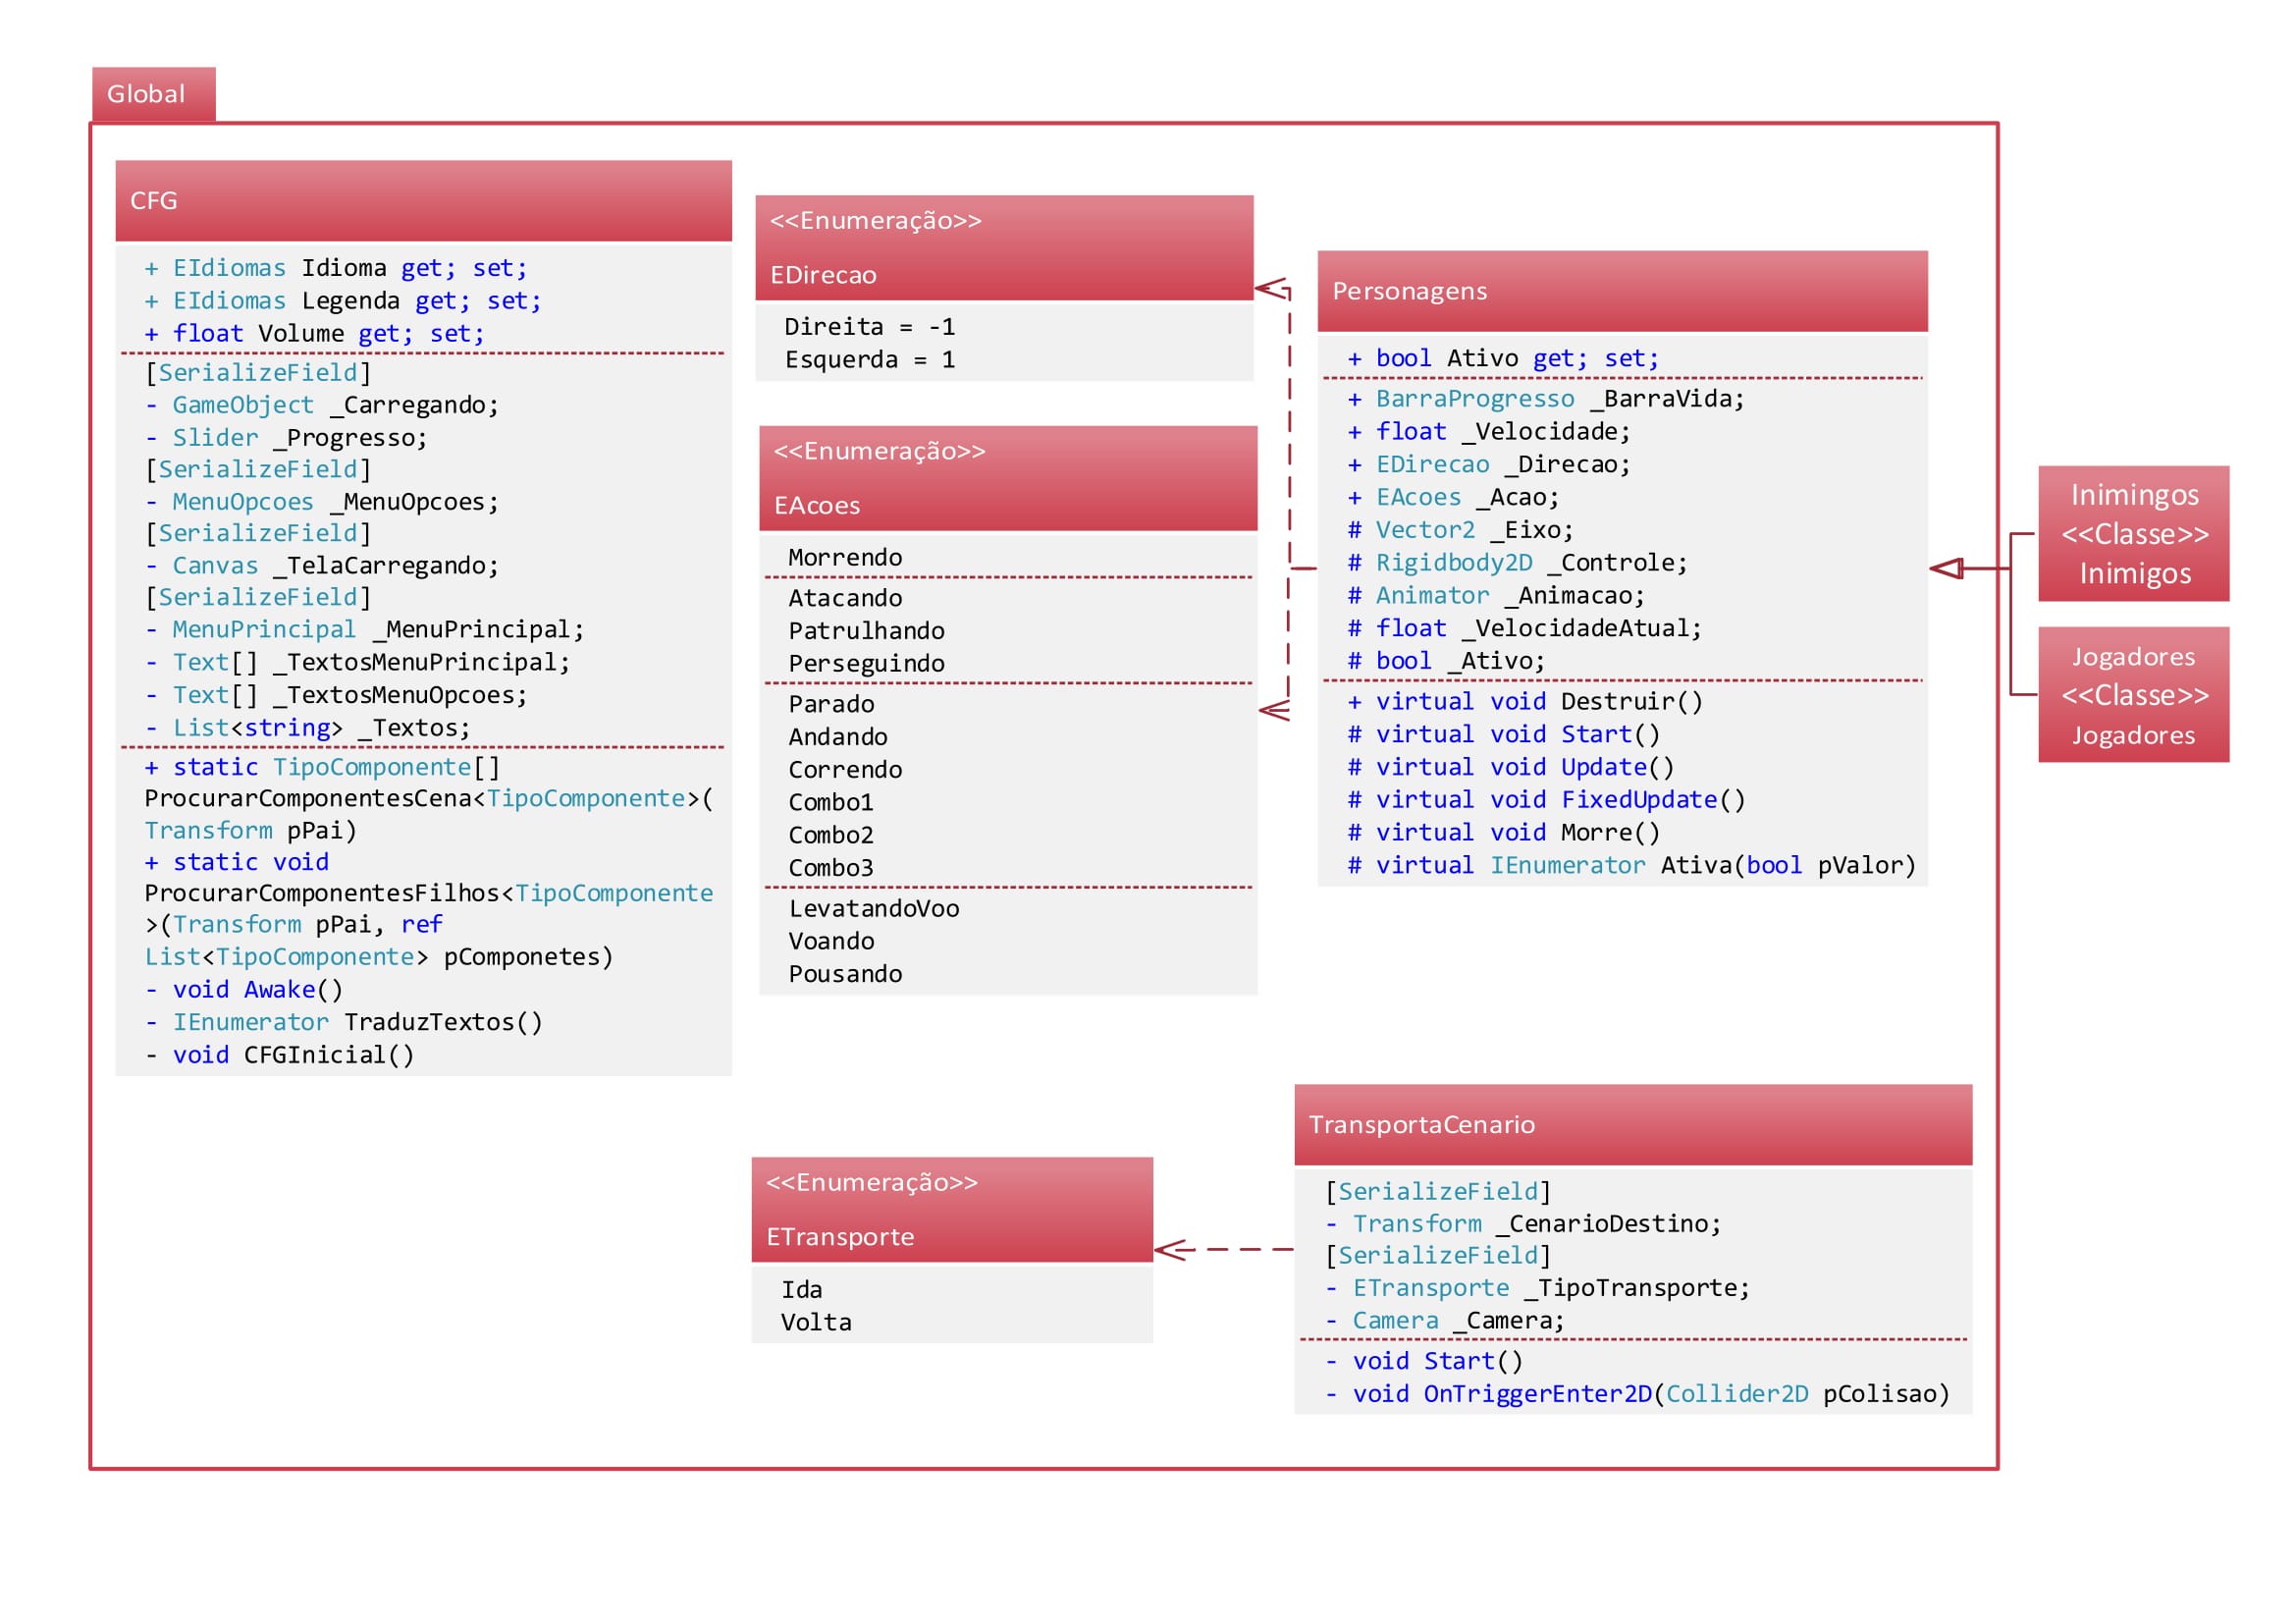 Global
CFG
+ EIdiomas Idioma get; set;
+ EIdiomas Legenda get; set;
+ float Volume get; set;
[SerializeField]
- GameObject _Carregando;
- Slider _Progresso;
[SerializeField]
- MenuOpcoes _MenuOpcoes;
[SerializeField]
- Canvas _TelaCarregando;
[SerializeField]
- MenuPrincipal _MenuPrincipal;
- Text[] _TextosMenuPrincipal;
- Text[] _TextosMenuOpcoes;
- List<string> _Textos;
+ static TipoComponente[]
ProcurarComponentesCena<TipoComponente>(
Transform pPai)
+ static void
ProcurarComponentesFilhos<TipoComponente
>(Transform pPai, ref
List<TipoComponente> pComponetes)
- void Awake()
- IEnumerator TraduzTextos()
- void CFGInicial()
<<Enumeração>>
EDirecao
Direita = -1
Esquerda = 1
<<Enumeração>>
EAcoes
Morrendo
Atacando
Patrulhando
Perseguindo
Parado
Andando
Correndo
Combo1
Combo2
Combo3
LevatandoVoo
Voando
Pousando
Personagens
+ bool Ativo get; set;
+ BarraProgresso _BarraVida;
+ float _Velocidade;
+ EDirecao _Direcao;
+ EAcoes _Acao;
# Vector2 _Eixo;
# Rigidbody2D _Controle;
# Animator _Animacao;
# float _VelocidadeAtual;
# bool _Ativo;
+ virtual void Destruir()
# virtual void Start()
# virtual void Update()
# virtual void FixedUpdate()
# virtual void Morre()
# virtual IEnumerator Ativa(bool pValor)
Inimingos
<<Classe>>
Inimigos
Jogadores
<<Classe>>
Jogadores
<<Enumeração>>
ETransporte
Ida
Volta
TransportaCenario
[SerializeField]
- Transform _CenarioDestino;
[SerializeField]
- ETransporte _TipoTransporte;
- Camera _Camera;
- void Start()
- void OnTriggerEnter2D(Collider2D pColisao)